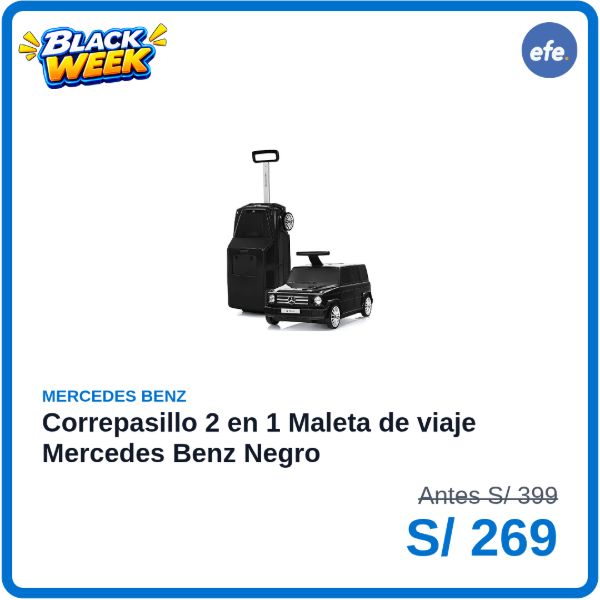 BLACK
WEEK
efe.
MERCEDES BENZ
Correpasillo 2 en 1 Maleta de viaje
Mercedes Benz Negro
Antes S/ 399
S/ 269